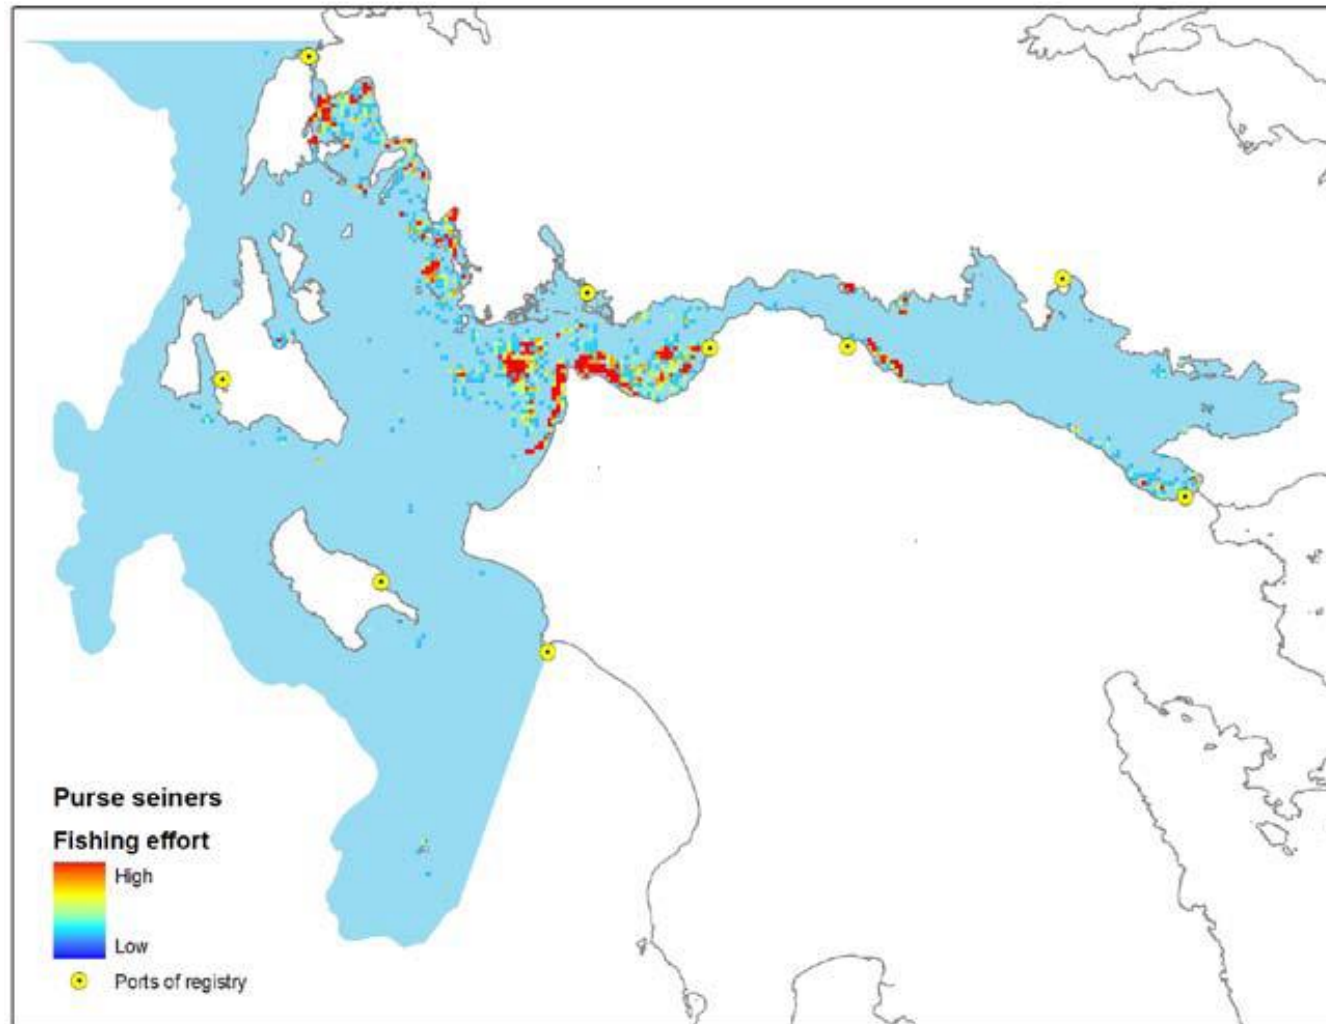 Purse seiners
Fishing effort
High
Low
Ports of registry